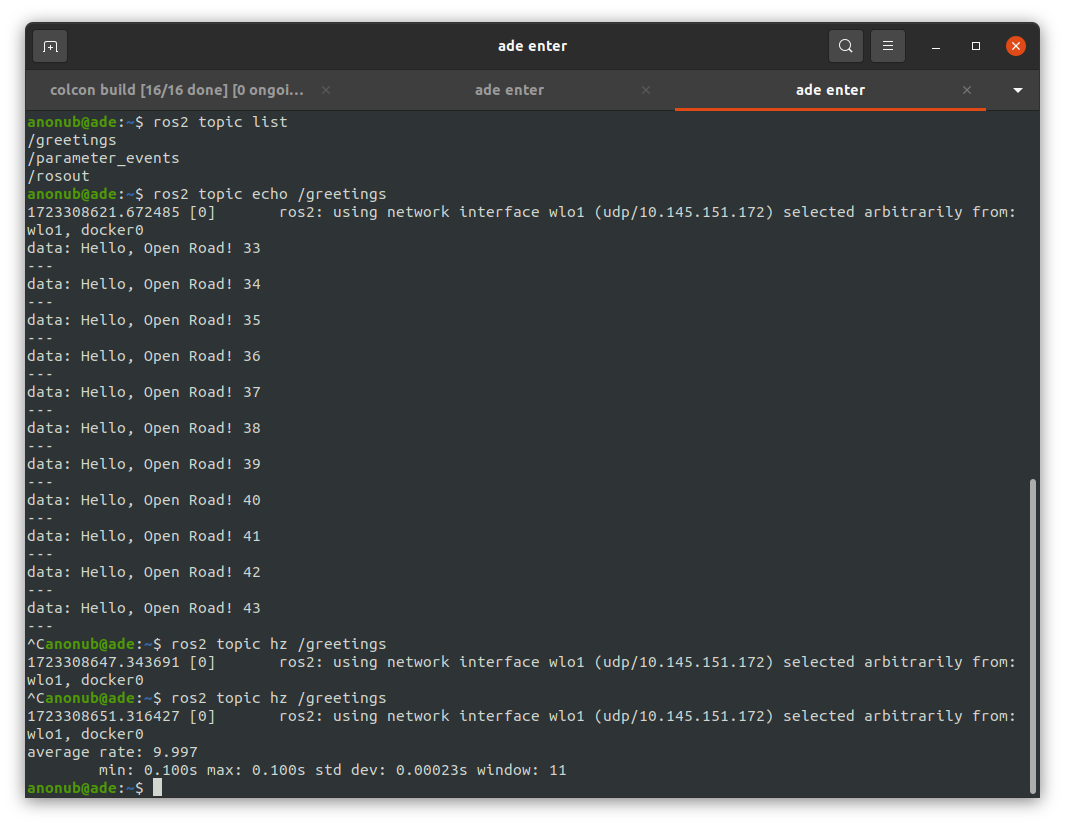 ade enter
colcon build [16/16 done] [0 ongoi...
ade enter
ade enter
anonub@ade:~$ ros2 topic list
/greetings
/parameter_events
/rosout
anonub@ade:~$ ros2 topic echo /greetings
1723308621.672485 [0]       ros2: using network interface wlo1 (udp/10.145.151.172) selected arbitrarily from:
wlo1, docker0
data: Hello, Open Road! 33
---
data: Hello, Open Road! 34
---
data: Hello, Open Road! 35
---
data: Hello, Open Road! 36
---
data: Hello, Open Road! 37
---
data: Hello, Open Road! 38
---
data: Hello, Open Road! 39
---
data: Hello, Open Road! 40
---
data: Hello, Open Road! 41
---
data: Hello, Open Road! 42
---
data: Hello, Open Road! 43
---
^Canonub@ade:~$ ros2 topic hz /greetings
1723308647.343691 [0]       ros2: using network interface wlo1 (udp/10.145.151.172) selected arbitrarily from:
wlo1, docker0
^Canonub@ade:~$ ros2 topic hz /greetings
1723308651.316427 [0]       ros2: using network interface wlo1 (udp/10.145.151.172) selected arbitrarily from:
wlo1, docker0
average rate: 9.997
        min: 0.100s max: 0.100s std dev: 0.00023s window: 11
anonub@ade:~$